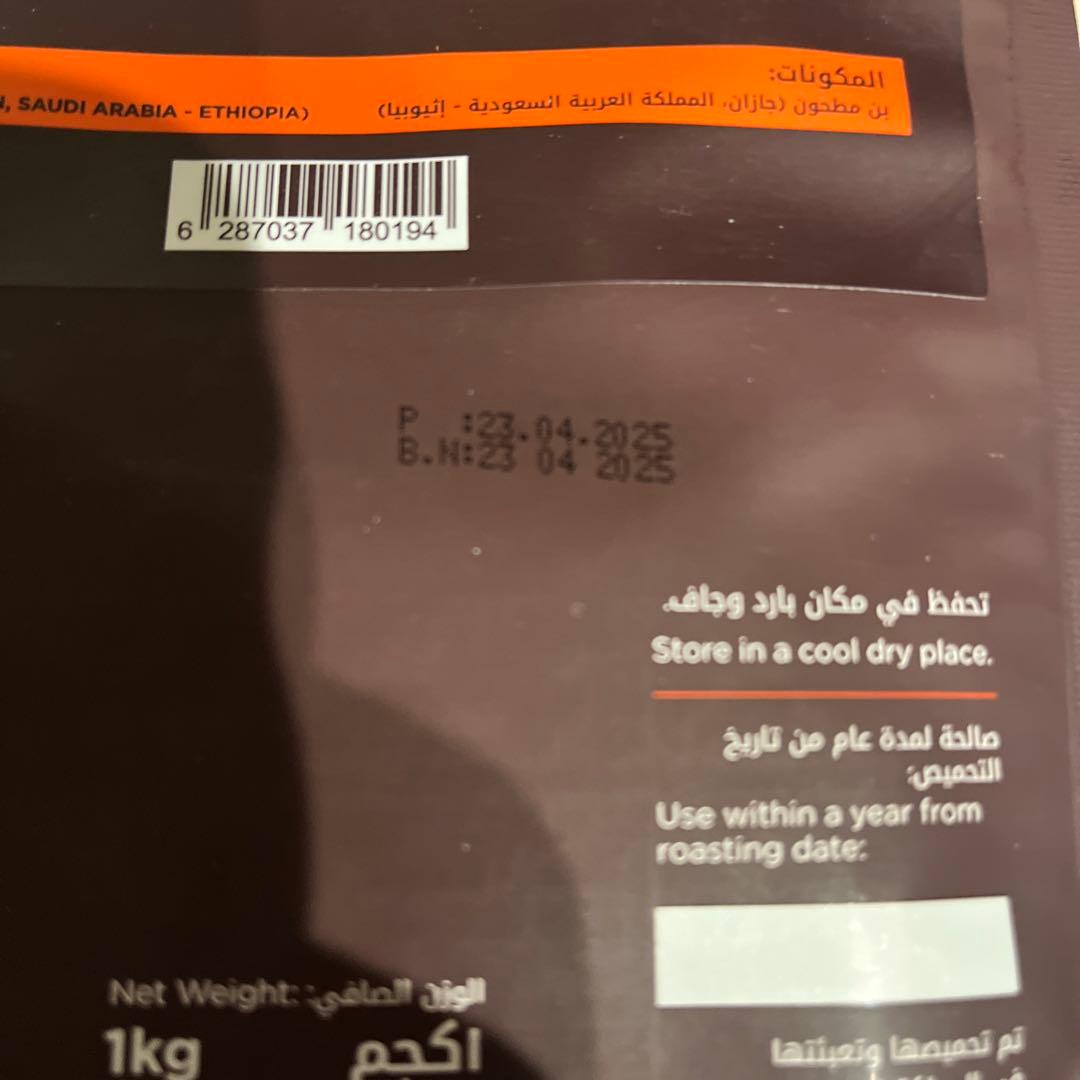 المكونات:
بن مطحون (جازان، المملكة العربية السعودية - إثيوبيا)
, SAUDI ARABIA - ETHIOPIA)
6 287037 180194
P :23.04.2025
B.N:23 04 2025
تحفظ في مكان بارد وجاف.
Store in a cool dry place.
صالحة لمدة عام من تاريخ
التحميص:
Use within a year from
roasting date:
Net Weight: الوزن الصافي:
1kg ١كجم
تم تحميصها وتعبئتها